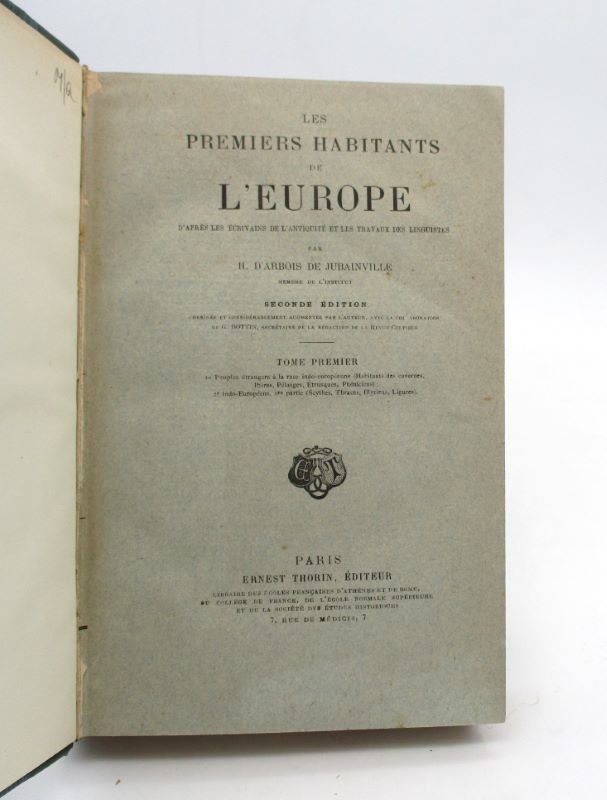 LES
PREMIERS HABITANTS
DE
L'EUROPE
D'APRÈS LES ÉCRIVAINS DE L'ANTIQUITÉ ET LES TRAVAUX DES LINGUISTES
PAR
H. D'ARBOIS DE JUBAINVILLE
MEMBRE DE L'INSTITUT
SECONDE ÉDITION
CORRIGÉE ET CONSIDÉRABLEMENT AUGMENTÉE PAR L'AUTEUR, AVEC LA COLLABORATION
DE G. DOTTIN, SECRÉTAIRE DE LA RÉDACTION DE LA REVUE CELTIQUE
TOME PREMIER
1o Peuples étrangers à la race indo-européenne (Habitants des cavernes,
Ibères, Pélasges, Étrusques, Phéniciens);
2o Indo-Européens, 1re partie (Scythes, Thraces, Illyriens, Ligures).
PARIS
ERNEST THORIN, ÉDITEUR
LIBRAIRE DES ÉCOLES FRANÇAISES D'ATHÈNES ET DE ROME,
DU COLLÈGE DE FRANCE, DE L'ÉCOLE NORMALE SUPÉRIEURE
ET DE LA SOCIÉTÉ DES ÉTUDES HISTORIQUES
7, RUE DE MÉDICIS, 7